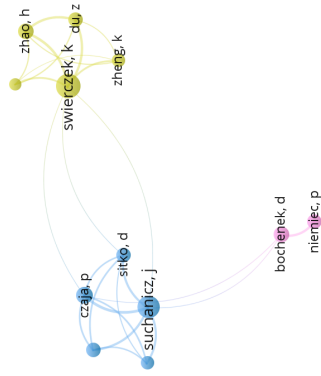 zhao, h
du, z
zheng, k
swierczek, k
sitko, d
czaja, p
suchanicz, j
bochenek, d
niemiec, p